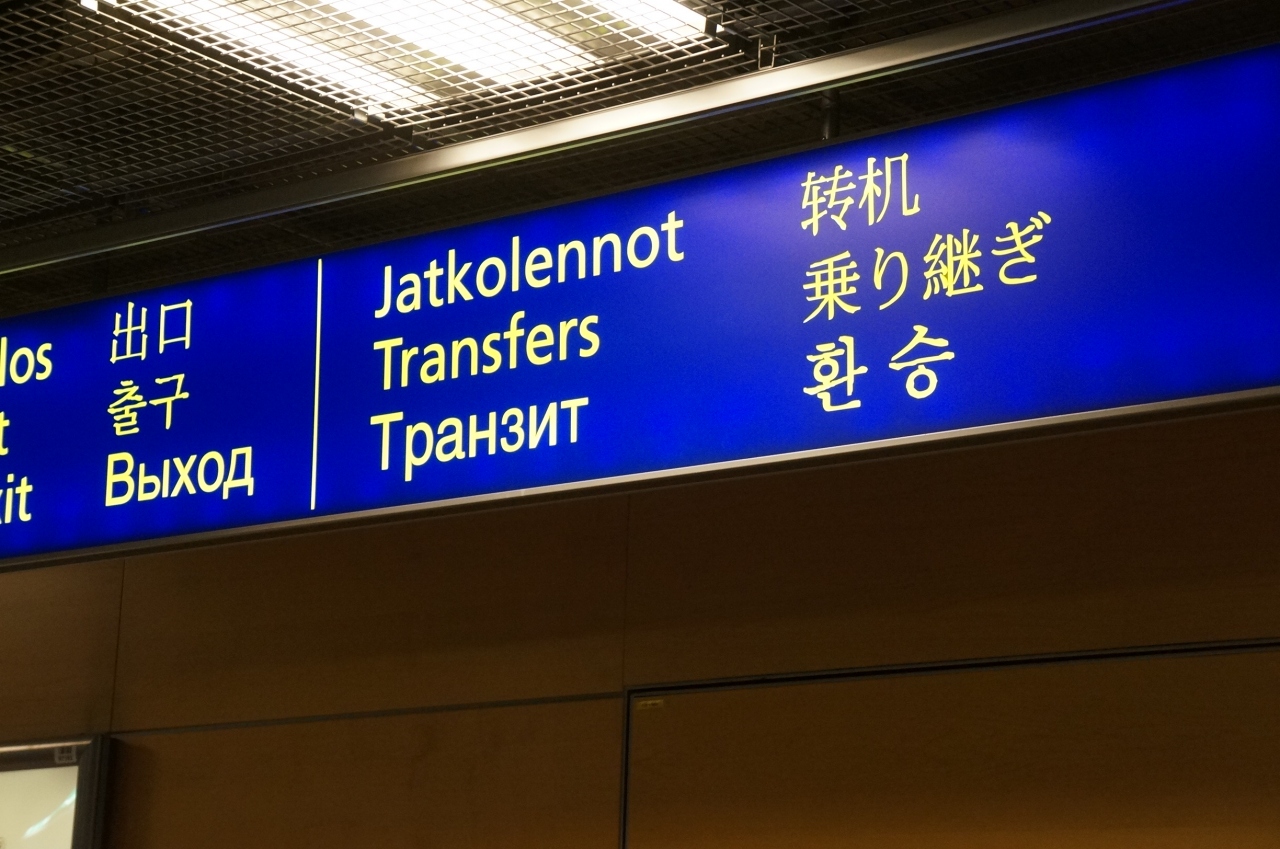 出口
출구
Выход
Jatkolennot
Transfers
Транзит
转机
乗り継ぎ
환승